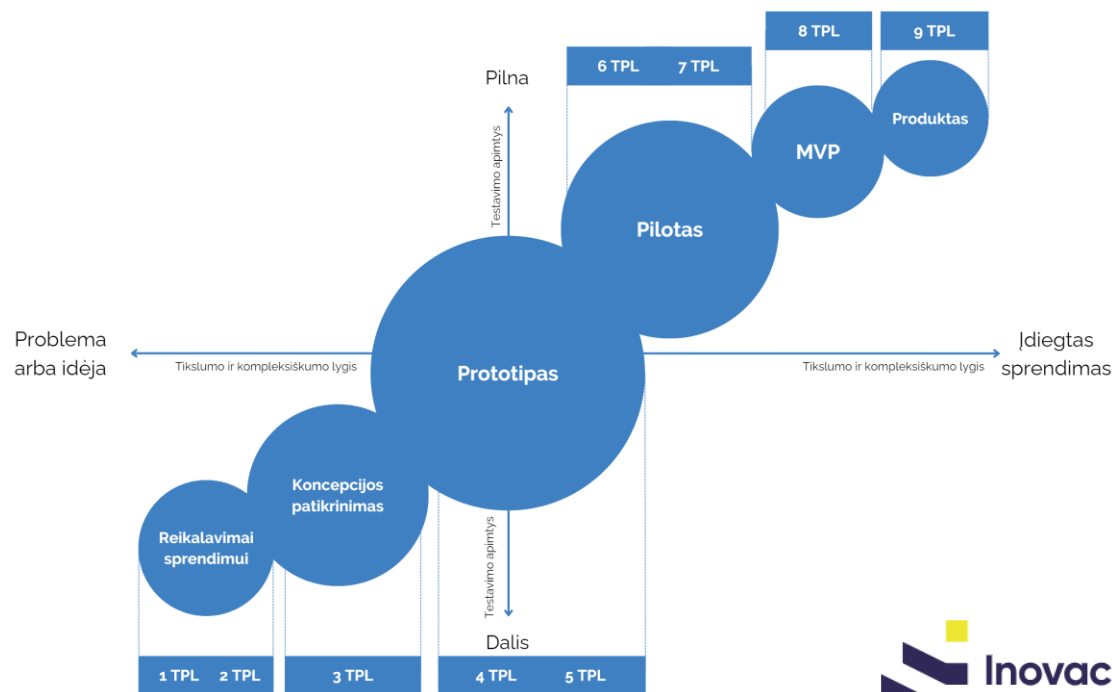 8 TPL
9 TPL
6 TPL
7 TPL
Pilna
Produktas
MVP
Testavimo apimtys
Pilotas
Problema
arba idėja
Tikslumo ir kompleksiškumo lygis
Prototipas
Tikslumo ir kompleksiškumo lygis
Įdiegtas
sprendimas
Koncepcijos
patikrinimas
Reikalavimai
sprendimui
Testavimo apimtys
Dalis
1 TPL
2 TPL
3 TPL
4 TPL
5 TPL
Inovac